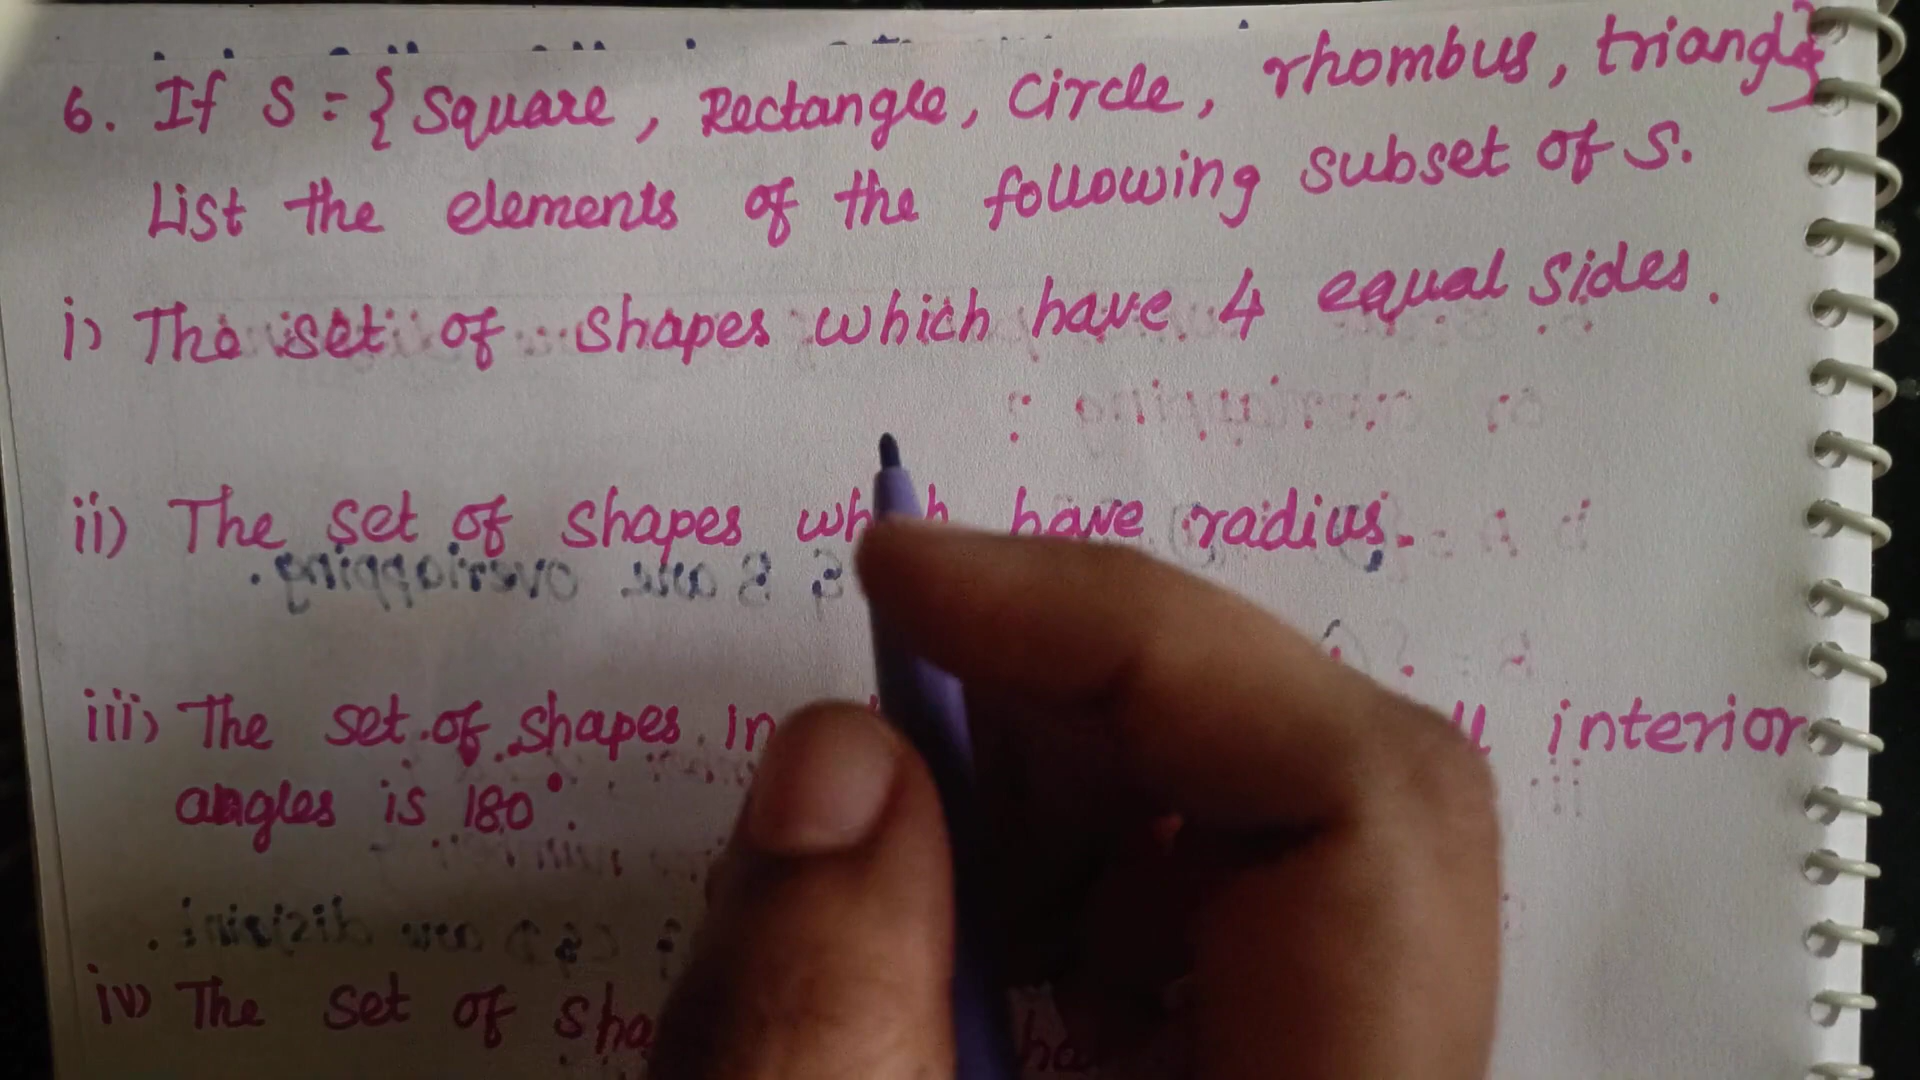 6. If S = { Square, Rectangle, Circle, rhombus, triangle}
List the elements of the following subset of S.
i) The set of shapes which have 4 equal sides.
ii) The set of shapes have radius.
iii) The set of shapes in interior
angles is 180°
iv) The set of